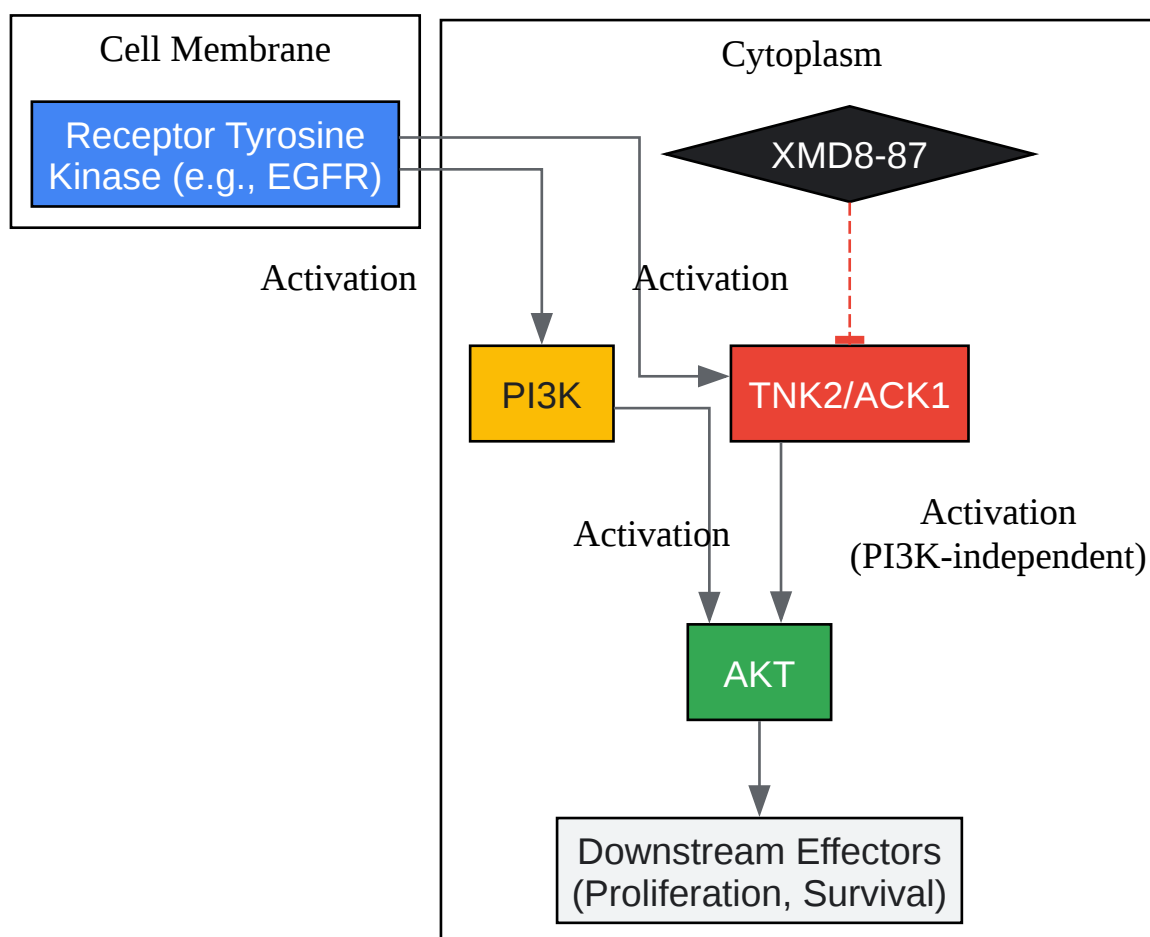 Cell Membrane
Receptor Tyrosine
Kinase (e.g., EGFR)
Cytoplasm
XMD8-87
Activation
Activation
PI3K
TNK2/ACK1
Activation
Activation
(PI3K-independent)
AKT
Downstream Effectors
(Proliferation, Survival)